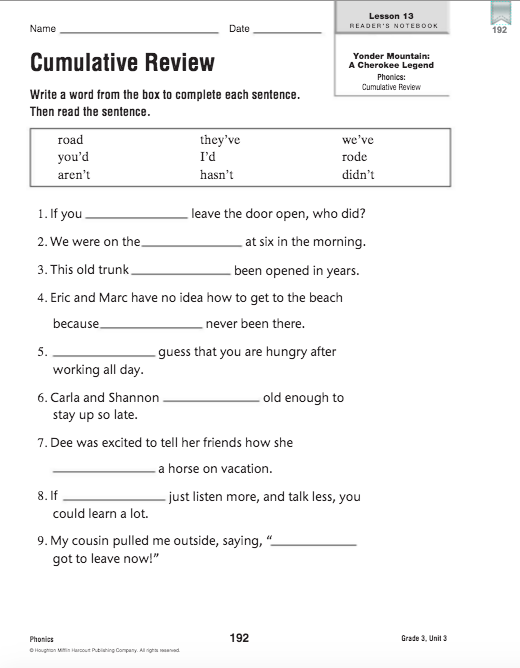 Name ____________ Date ____________
Lesson 13
READER'S NOTEBOOK
192
Cumulative Review
Yonder Mountain:
A Cherokee Legend
Phonics:
Cumulative Review
Write a word from the box to complete each sentence.
Then read the sentence.
road they've we've
you'd I'd rode
aren't hasn't didn't
1. If you ____________ leave the door open, who did?
2. We were on the ____________ at six in the morning.
3. This old trunk ____________ been opened in years.
4. Eric and Marc have no idea how to get to the beach
because ____________ never been there.
5. ____________ guess that you are hungry after
working all day.
6. Carla and Shannon ____________ old enough to
stay up so late.
7. Dee was excited to tell her friends how she
____________ a horse on vacation.
8. If ____________ just listen more, and talk less, you
could learn a lot.
9. My cousin pulled me outside, saying, “____________
got to leave now!”
Phonics 192 Grade 3, Unit 3
© Houghton Mifflin Harcourt Publishing Company. All rights reserved.